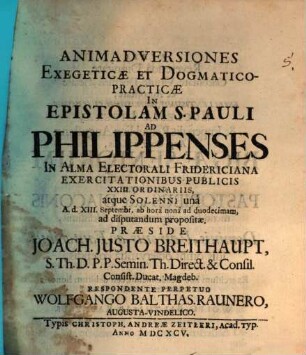 ANIMADVERSIONES
EXEGETICÆ ET DOGMATICO-
PRACTICÆ
IN
EPISTOLAM S. PAULI
AD
PHILIPPENSES
IN ALMA ELECTORALI FRIDERICIANA
EXERCITATIONIBUS PUBLICIS
XXIII ORDINARIIS,
atque SOLENNI unâ
A. d. XIII. Septembr. ab horâ nonâ ad duodecimam,
ad disputandum propositæ,
PRÆSIDE
JOACH. JUSTO BREITHAUPT,
S. Th. D. P. P. Semin. Th. Direct. & Consil.
Consist. Ducat. Magdeb.
RESPONDENTE PERPETUO
WOLFGANGO BALTHAS. RAUNERO,
AUGUSTA-VINDELICO.
Typis CHRISTOPH. ANDREÆ ZEITLERI, Acad. Typ.
ANNO MDCXCV.